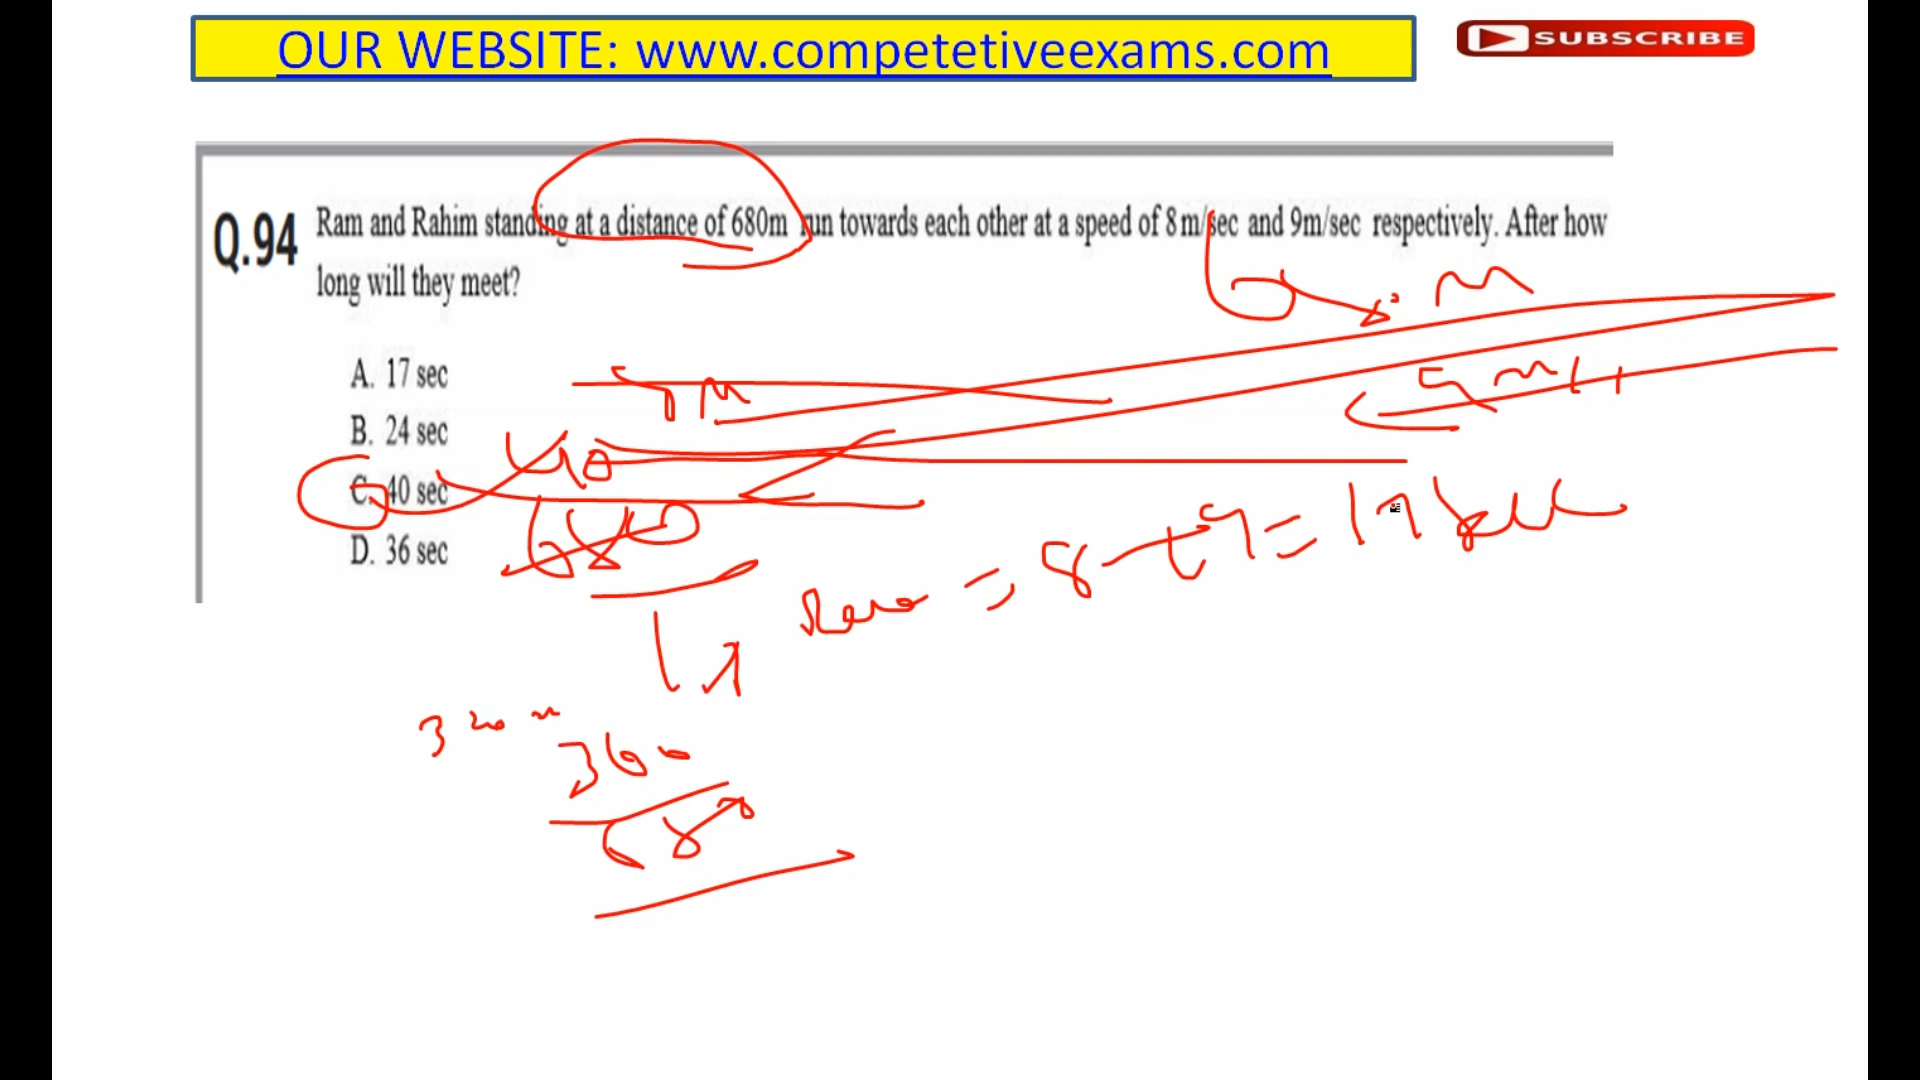 OUR WEBSITE: www.competetiveexams.com
SUBSCRIBE
Q.94 Ram and Rahim standing at a distance of 680m run towards each other at a speed of 8m/sec and 9m/sec respectively. After how
long will they meet?
A. 17 sec
B. 24 sec
C. 40 sec
D. 36 sec
40
680
17
8+9=17
360
680